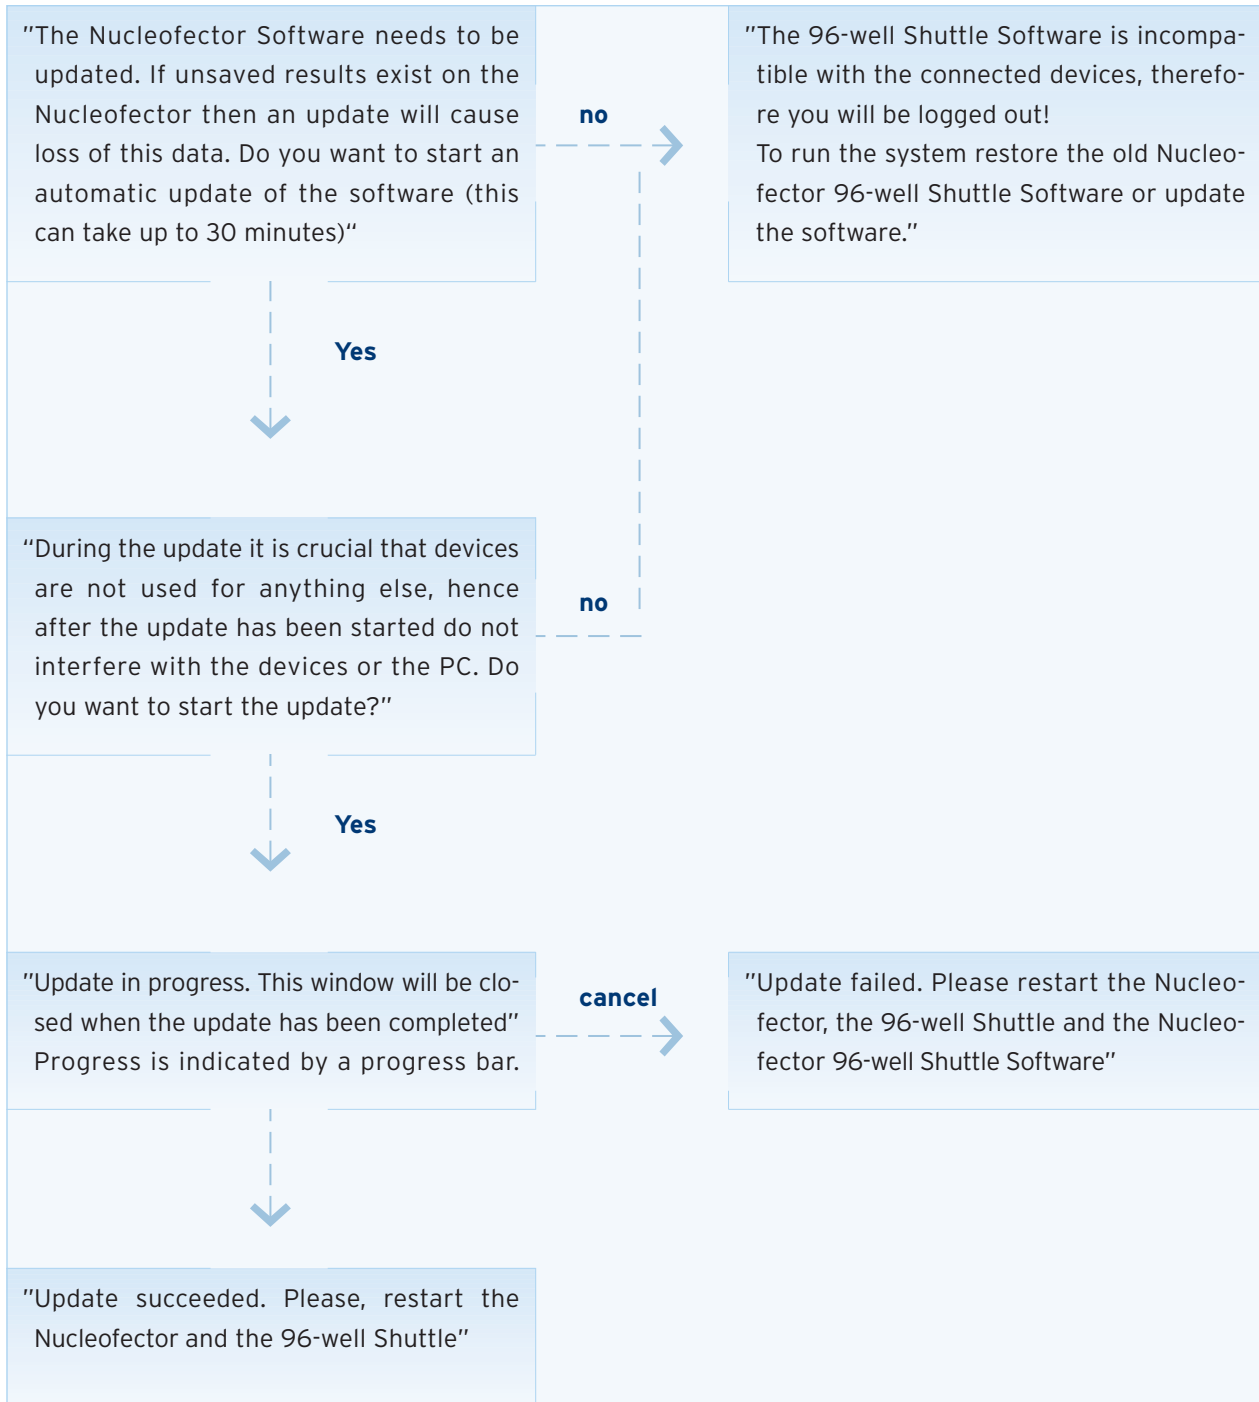 ”The Nucleofector Software needs to be
updated. If unsaved results exist on the
Nucleofector then an update will cause
loss of this data. Do you want to start an
automatic update of the software (this
can take up to 30 minutes)“
no
”The 96-well Shuttle Software is incompa-
tible with the connected devices, therefo-
re you will be logged out!
To run the system restore the old Nucleo-
fector 96-well Shuttle Software or update
the software.”
Yes
“During the update it is crucial that devices
are not used for anything else, hence
after the update has been started do not
interfere with the devices or the PC. Do
you want to start the update?”
no
Yes
”Update in progress. This window will be clo-
sed when the update has been completed”
Progress is indicated by a progress bar.
cancel
”Update failed. Please restart the Nucleo-
fector, the 96-well Shuttle and the Nucleo-
fector 96-well Shuttle Software”
”Update succeeded. Please, restart the
Nucleofector and the 96-well Shuttle”